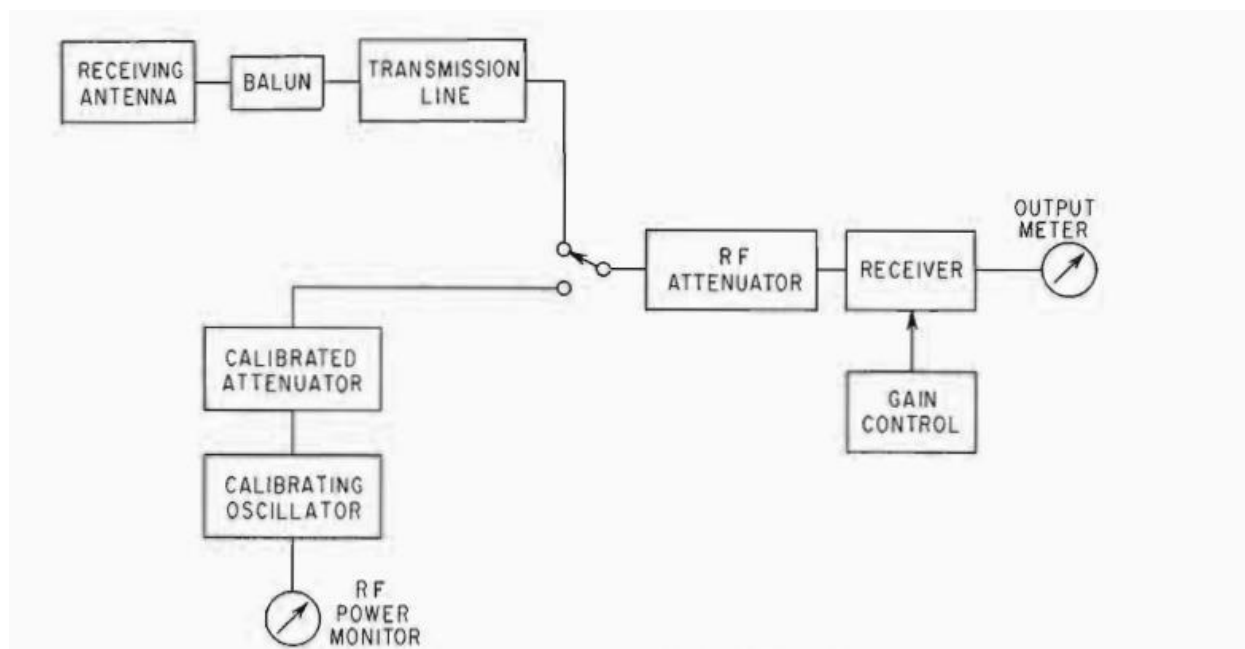 RECEIVING
ANTENNA
BALUN
TRANSMISSION
LINE
OUTPUT
METER
RF
ATTENUATOR
RECEIVER
CALIBRATED
ATTENUATOR
GAIN
CONTROL
CALIBRATING
OSCILLATOR
RF
POWER
MONITOR